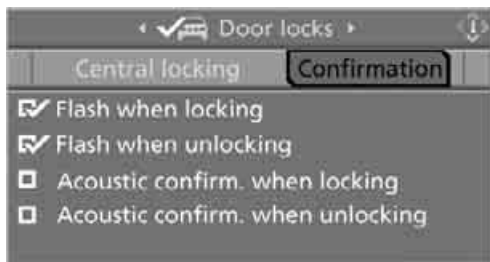 Door locks
Central locking
Confirmation
Flash when locking
Flash when unlocking
Acoustic confirm. when locking
Acoustic confirm. when unlocking